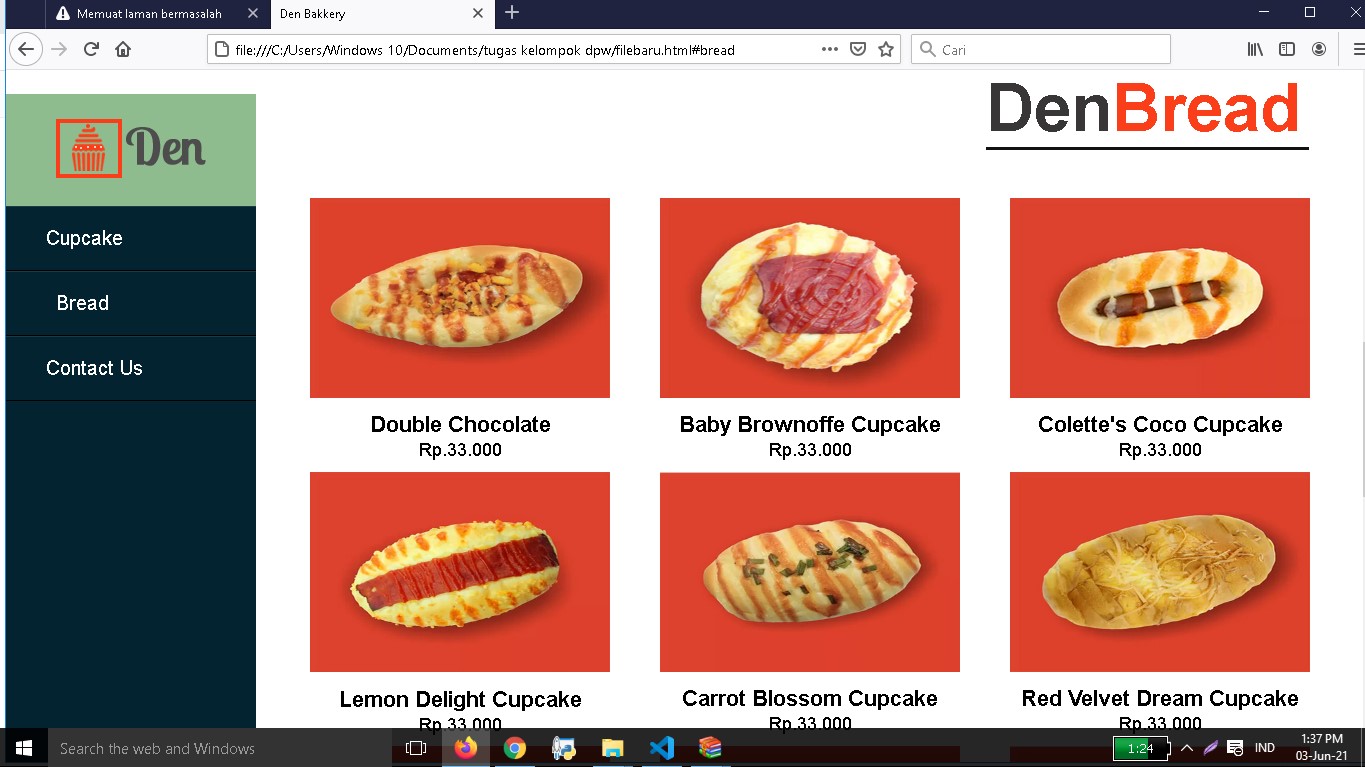 Memuat laman bermasalah
Den Bakkery
file:///C:/Users/Windows 10/Documents/tugas kelompok dpw/filebaru.html#bread
Cari
Den
DenBread
Cupcake
Bread
Contact Us
Double Chocolate
Rp.33.000
Baby Brownoffe Cupcake
Rp.33.000
Colette's Coco Cupcake
Rp.33.000
Lemon Delight Cupcake
Rp.33.000
Carrot Blossom Cupcake
Rp.33.000
Red Velvet Dream Cupcake
Rp.33.000
Search the web and Windows
1:24
IND
1:37 PM
03-Jun-21